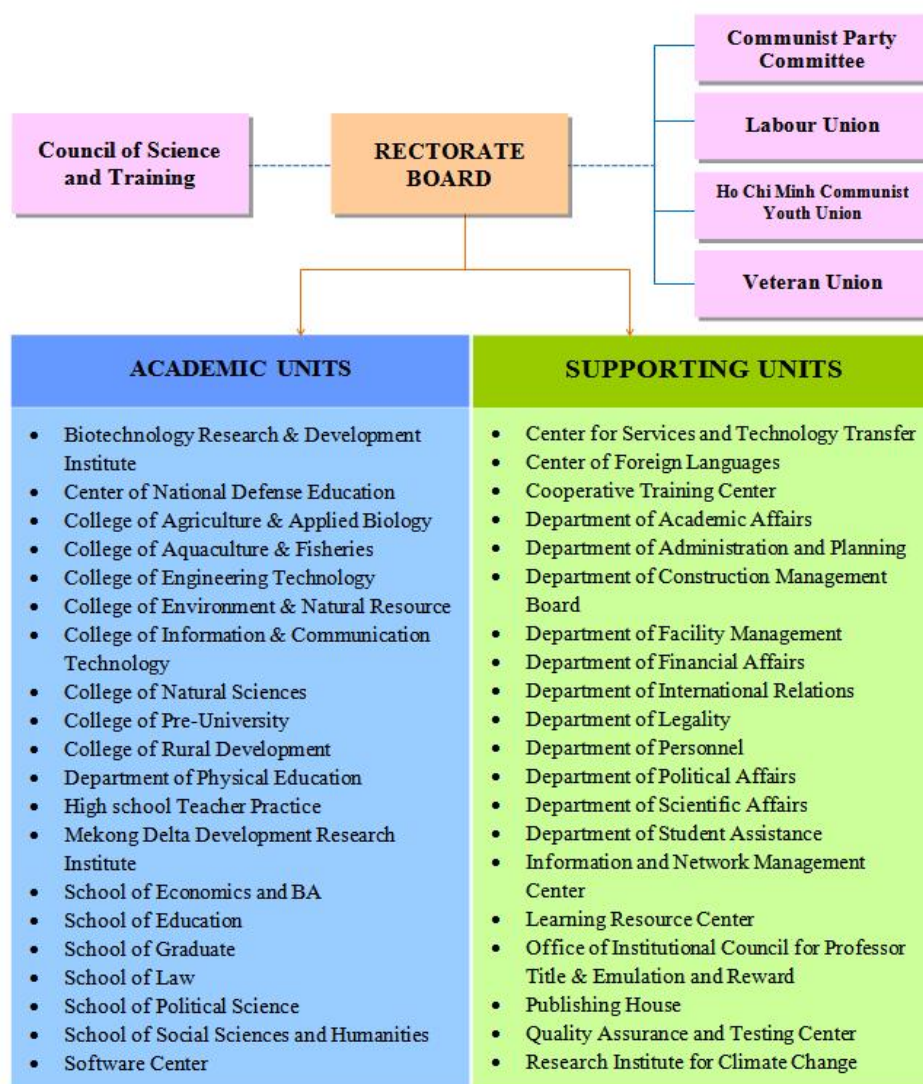 Communist Party
Committee
Labour Union
Ho Chi Minh Communist
Youth Union
Veteran Union
Council of Science
and Training
RECTORATE
BOARD
ACADEMIC UNITS
• Biotechnology Research & Development
Institute
• Center of National Defense Education
• College of Agriculture & Applied Biology
• College of Aquaculture & Fisheries
• College of Engineering Technology
• College of Environment & Natural Resource
• College of Information & Communication
Technology
• College of Natural Sciences
• College of Pre-University
• College of Rural Development
• Department of Physical Education
• High school Teacher Practice
• Mekong Delta Development Research
Institute
• School of Economics and BA
• School of Education
• School of Graduate
• School of Law
• School of Political Science
• School of Social Sciences and Humanities
• Software Center
SUPPORTING UNITS
• Center for Services and Technology Transfer
• Center of Foreign Languages
• Cooperative Training Center
• Department of Academic Affairs
• Department of Administration and Planning
• Department of Construction Management
Board
• Department of Facility Management
• Department of Financial Affairs
• Department of International Relations
• Department of Legality
• Department of Personnel
• Department of Political Affairs
• Department of Scientific Affairs
• Department of Student Assistance
• Information and Network Management
Center
• Learning Resource Center
• Office of Institutional Council for Professor
Title & Emulation and Reward
• Publishing House
• Quality Assurance and Testing Center
• Research Institute for Climate Change